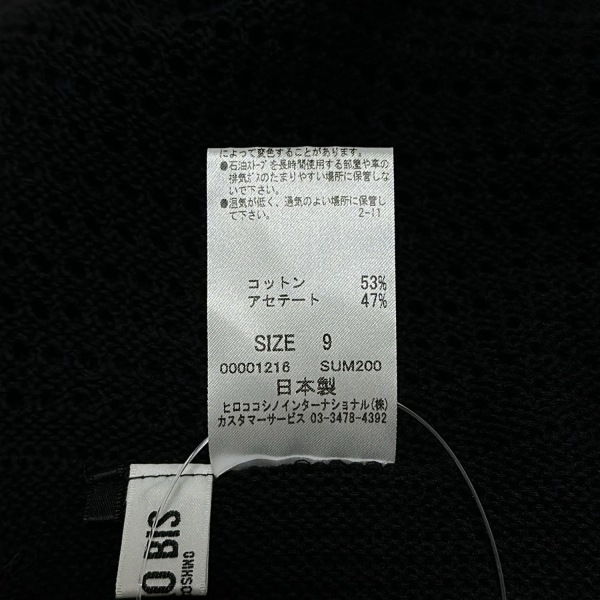 によって変色することがあります。
●石油ｽﾄｰﾌﾞを長時間使用する部屋や車の
排気ｶﾞｽのたまりやすい場所に保管しな
いで下さい。
●温気が低く、通気のよい場所に保管し
て下さい。 2-11
コットン 53%
アセテート 47%
SIZE 9
00001216 SUM200
日本製
ヒロココシノインターナショナル(株)
カスタマーサービス 03-3478-4392
O BIS
OSHINO